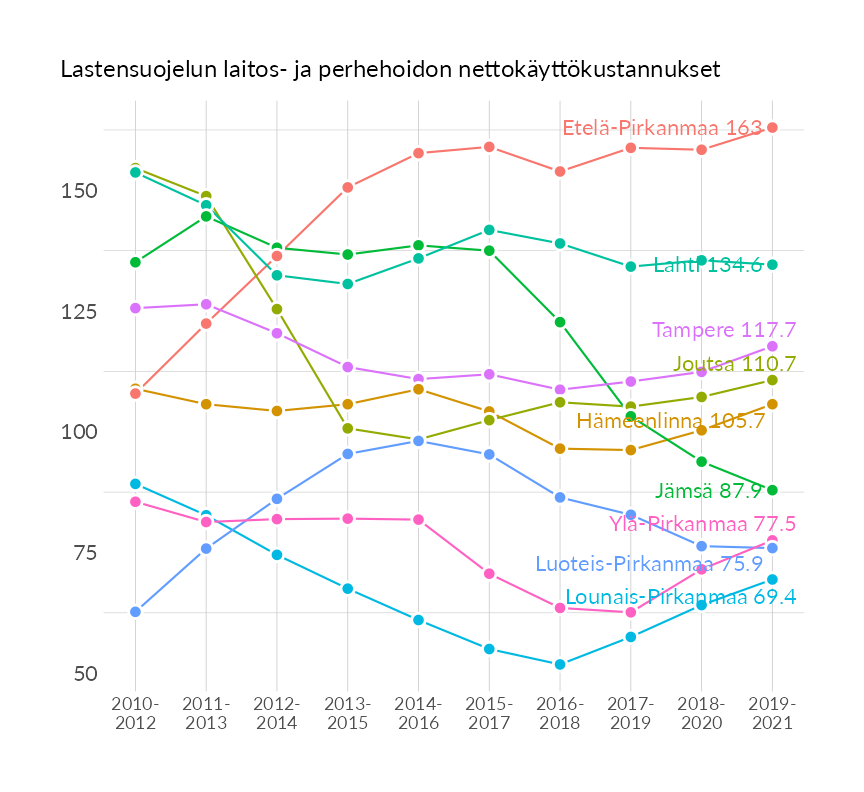 Lastensuojelun laitos- ja perhehoidon nettokäyttökustannukset
Etelä-Pirkanmaa 163
150
Lahti 134.6
125
Tampere 117.7
Joutsa 110.7
Hämeenlinna 105.7
100
Jämsä 87.9
Ylä-Pirkanmaa 77.5
75
Luoteis-Pirkanmaa 75.9
Lounais-Pirkanmaa 69.4
50
2010- 2011- 2012- 2013- 2014- 2015- 2016- 2017- 2018- 2019-
2012 2013 2014 2015 2016 2017 2018 2019 2020 2021